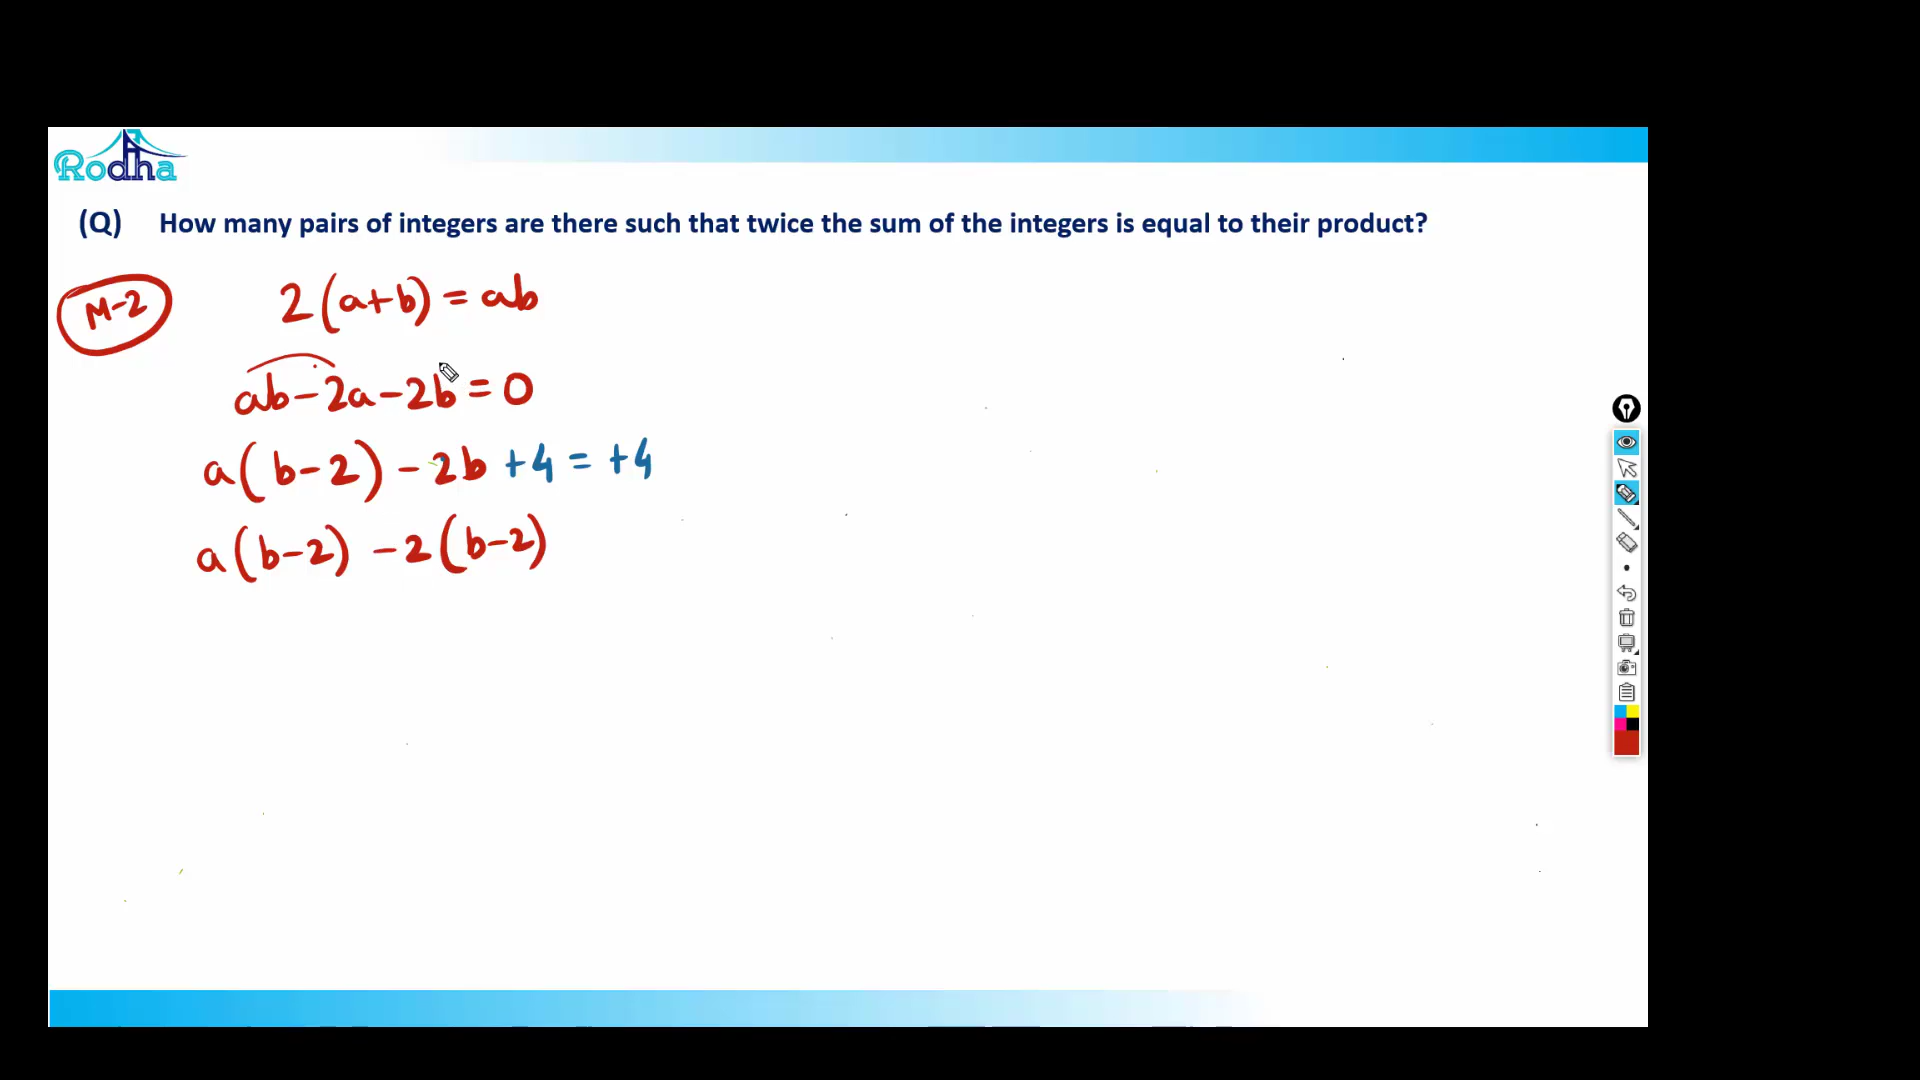 Rodha
(Q) How many pairs of integers are there such that twice the sum of the integers is equal to their product?
M-2
2(a+b) = ab
ab-2a-2b = 0
a(b-2) -2b +4 = +4
a(b-2) -2(b-2)